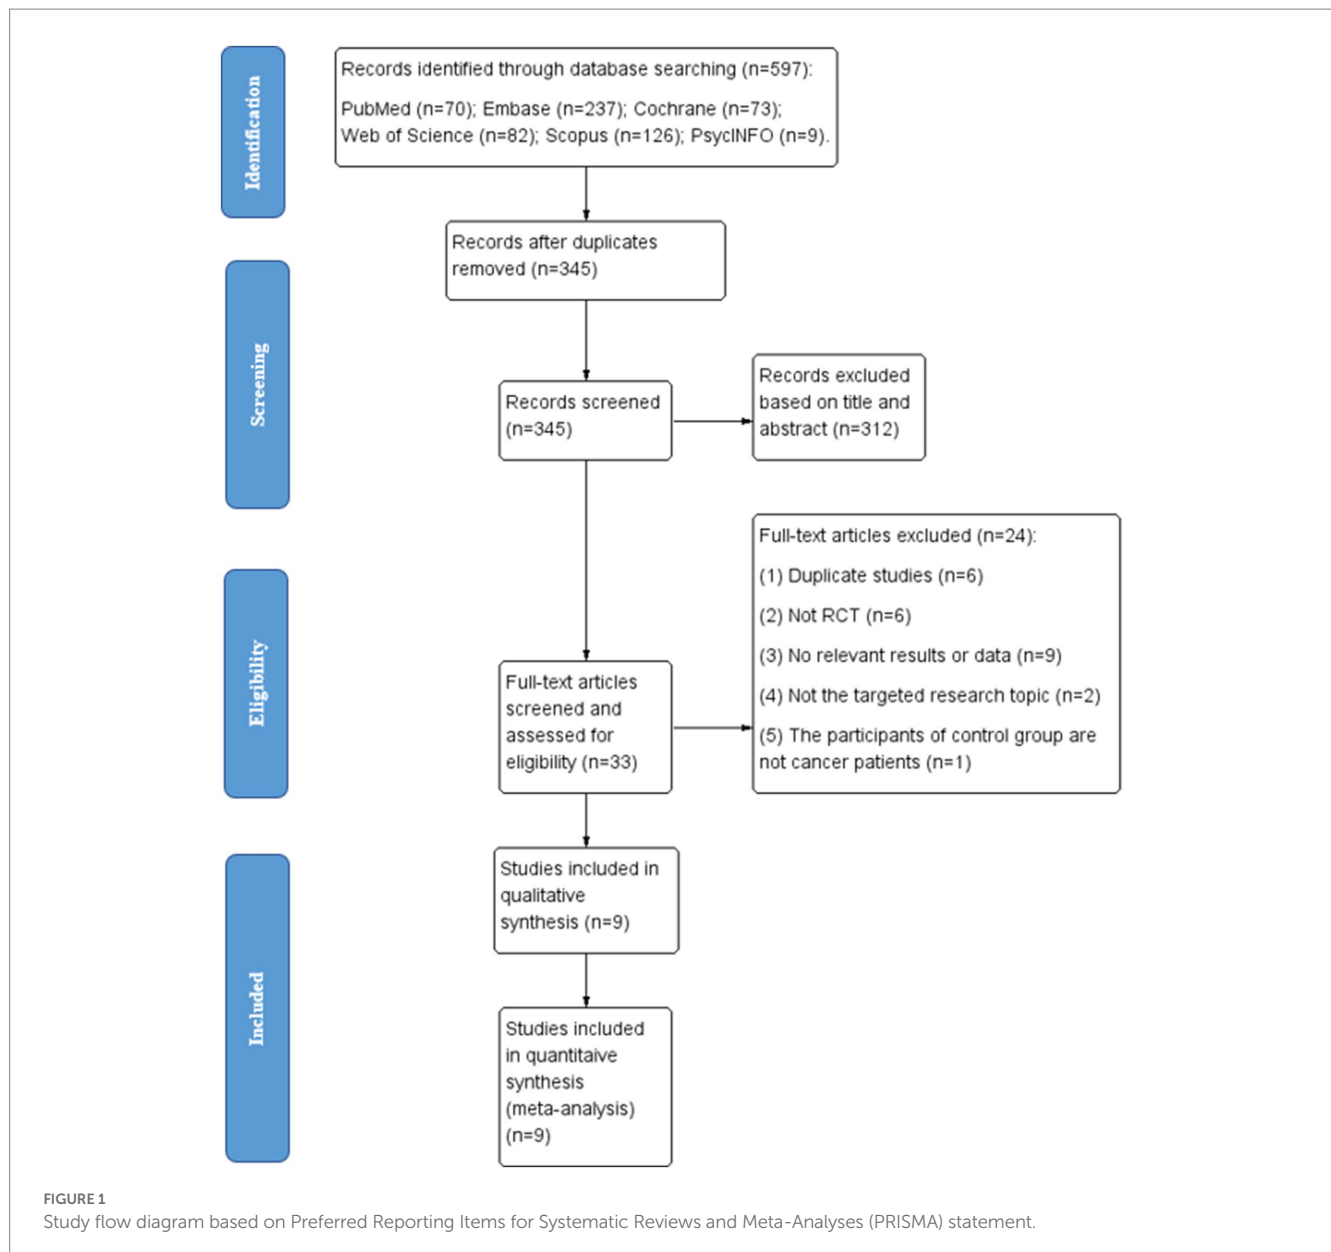 Identification
Records identified through database searching (n=597):
PubMed (n=70); Embase (n=237); Cochrane (n=73);
Web of Science (n=82); Scopus (n=126); PsycINFO (n=9).
Records after duplicates
removed (n=345)
Screening
Records screened
(n=345)
Records excluded
based on title and
abstract (n=312)
Eligibility
Full-text articles
screened and
assessed for
eligibility (n=33)
Full-text articles excluded (n=24):
(1) Duplicate studies (n=6)
(2) Not RCT (n=6)
(3) No relevant results or data (n=9)
(4) Not the targeted research topic (n=2)
(5) The participants of control group are
not cancer patients (n=1)
Included
Studies included in
qualitative
synthesis (n=9)
Studies included
in quantitaive
synthesis
(meta-analysis)
(n=9)
FIGURE 1
Study flow diagram based on Preferred Reporting Items for Systematic Reviews and Meta-Analyses (PRISMA) statement.